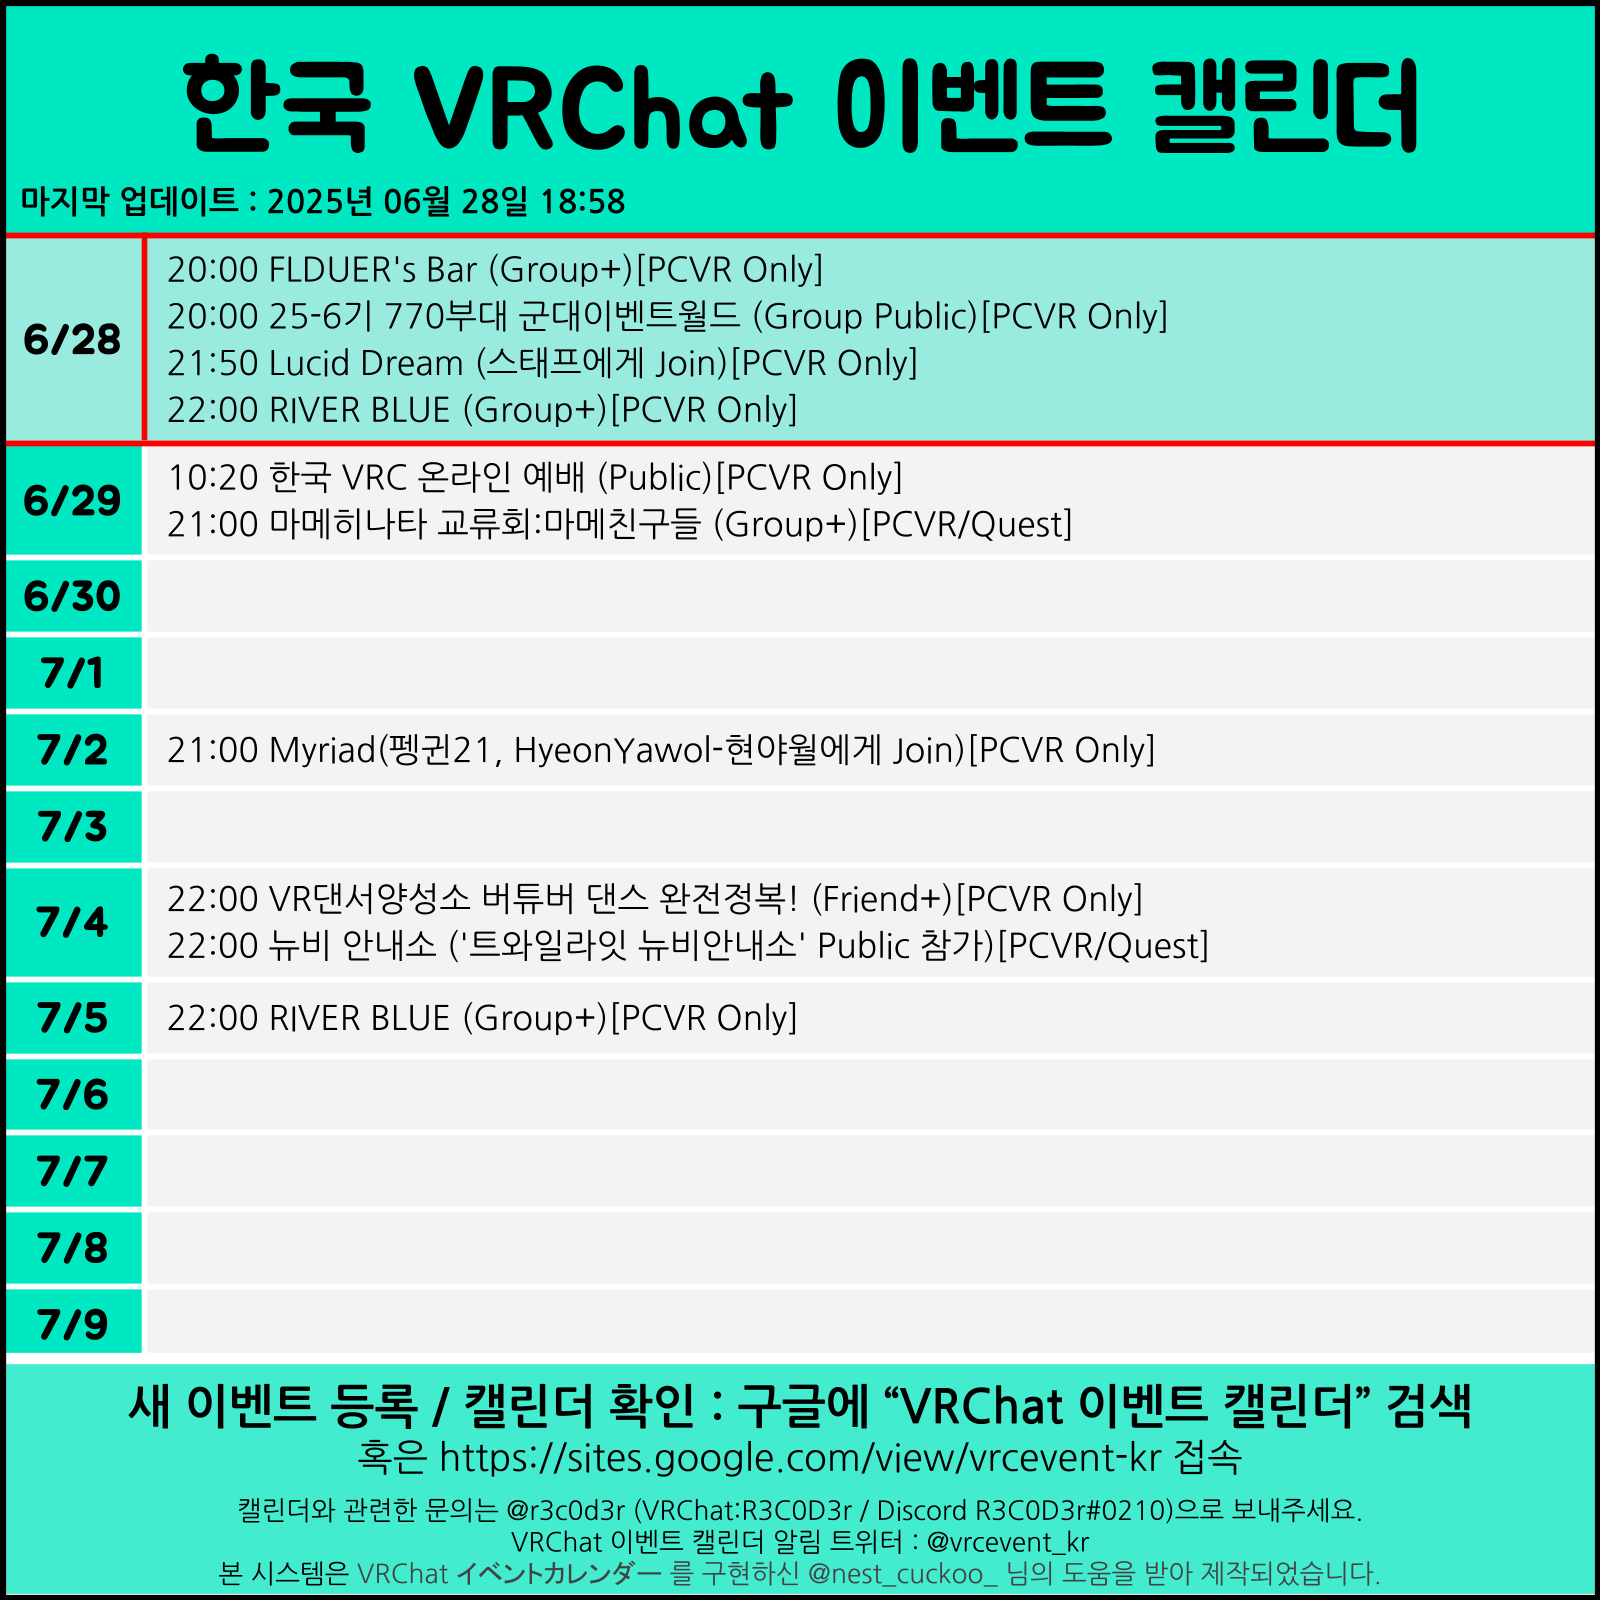 한국 VRChat 이벤트 캘린더
마지막 업데이트 : 2025년 06월 28일 18:58
6/28
20:00 FLDUER's Bar (Group+)[PCVR Only]
20:00 25-6기 770부대 군대이벤트월드 (Group Public)[PCVR Only]
21:50 Lucid Dream (스태프에게 Join)[PCVR Only]
22:00 RIVER BLUE (Group+)[PCVR Only]
6/29
10:20 한국 VRC 온라인 예배 (Public)[PCVR Only]
21:00 마메히나타 교류회:마메친구들 (Group+)[PCVR/Quest]
6/30
7/1
7/2
21:00 Myriad(펭귄21, HyeonYawol-현야월에게 Join)[PCVR Only]
7/3
7/4
22:00 VR댄서양성소 버튜버 댄스 완전정복! (Friend+)[PCVR Only]
22:00 뉴비 안내소 ('트와일라잇 뉴비안내소' Public 참가)[PCVR/Quest]
7/5
22:00 RIVER BLUE (Group+)[PCVR Only]
7/6
7/7
7/8
7/9
새 이벤트 등록 / 캘린더 확인 : 구글에 “VRChat 이벤트 캘린더” 검색
혹은 https://sites.google.com/view/vrcevent-kr 접속
캘린더와 관련한 문의는 @r3c0d3r (VRChat:R3C0D3r / Discord R3C0D3r#0210)으로 보내주세요.
VRChat 이벤트 캘린더 알림 트위터 : @vrcevent_kr
본 시스템은 VRChat イベントカレンダー 를 구현하신 @nest_cuckoo_ 님의 도움을 받아 제작되었습니다.